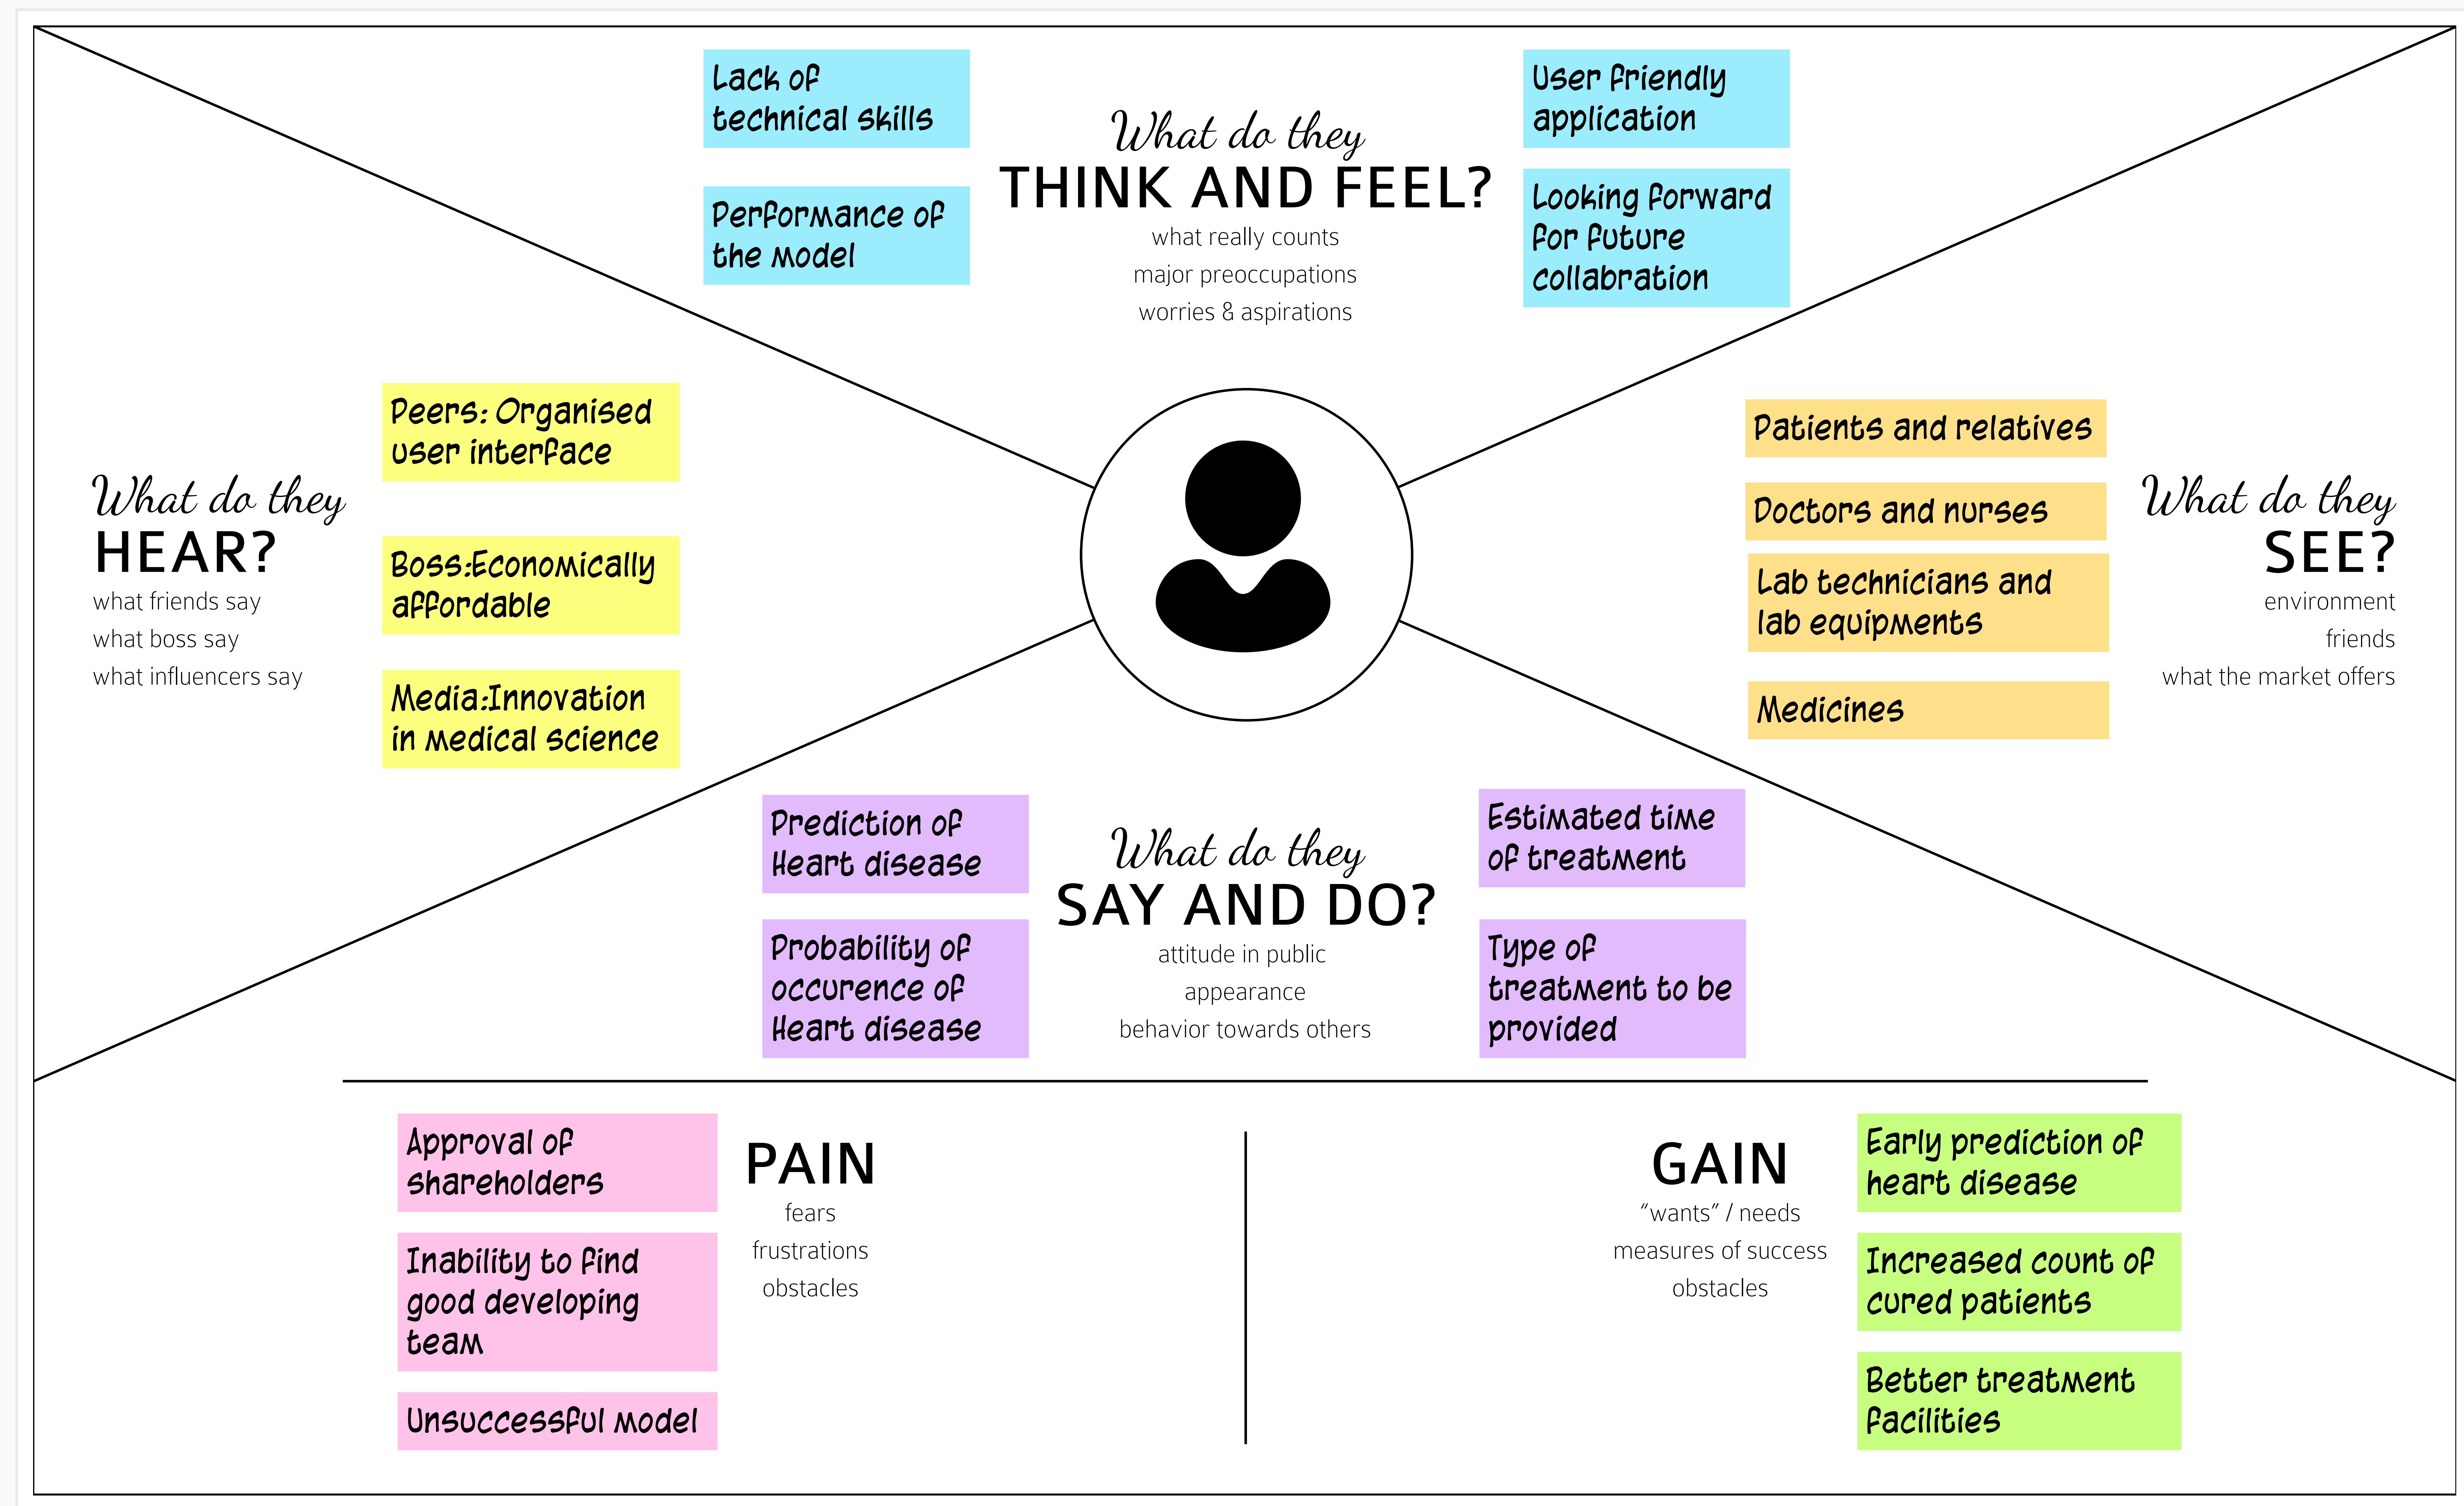 Lack of
technical skills
Performance of
the model
What do they
THINK AND FEEL?
what really counts
major preoccupations
worries & aspirations
User friendly
application
Looking forward
for future
collabration
What do they
HEAR?
what friends say
what boss say
what influencers say
Peers: Organised
user interface
Boss:Economically
affordable
Media:Innovation
in medical science
Patients and relatives
Doctors and nurses
Lab technicians and
lab equipments
Medicines
What do they
SEE?
environment
friends
what the market offers
Prediction of
Heart disease
Probability of
occurence of
Heart disease
What do they
SAY AND DO?
attitude in public
appearance
behavior towards others
Estimated time
of treatment
Type of
treatment to be
provided
Approval of
shareholders
Inability to find
good developing
team
Unsuccessful model
PAIN
fears
frustrations
obstacles
GAIN
“wants” / needs
measures of success
obstacles
Early prediction of
heart disease
Increased count of
cured patients
Better treatment
facilities